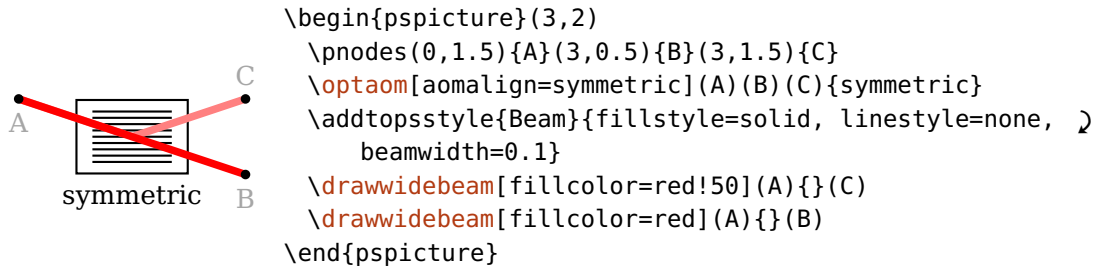 A
C
symmetric
B
\begin{pspicture}(3,2)
\pnodes(0,1.5){A}(3,0.5){B}(3,1.5){C}
\optaom[aomalign=symmetric](A)(B)(C){symmetric}
\addtopsstyle{Beam}{fillstyle=solid, linestyle=none,
beamwidth=0.1}
\drawwidebeam[fillcolor=red!50](A){}(C)
\drawwidebeam[fillcolor=red](A){}(B)
\end{pspicture}